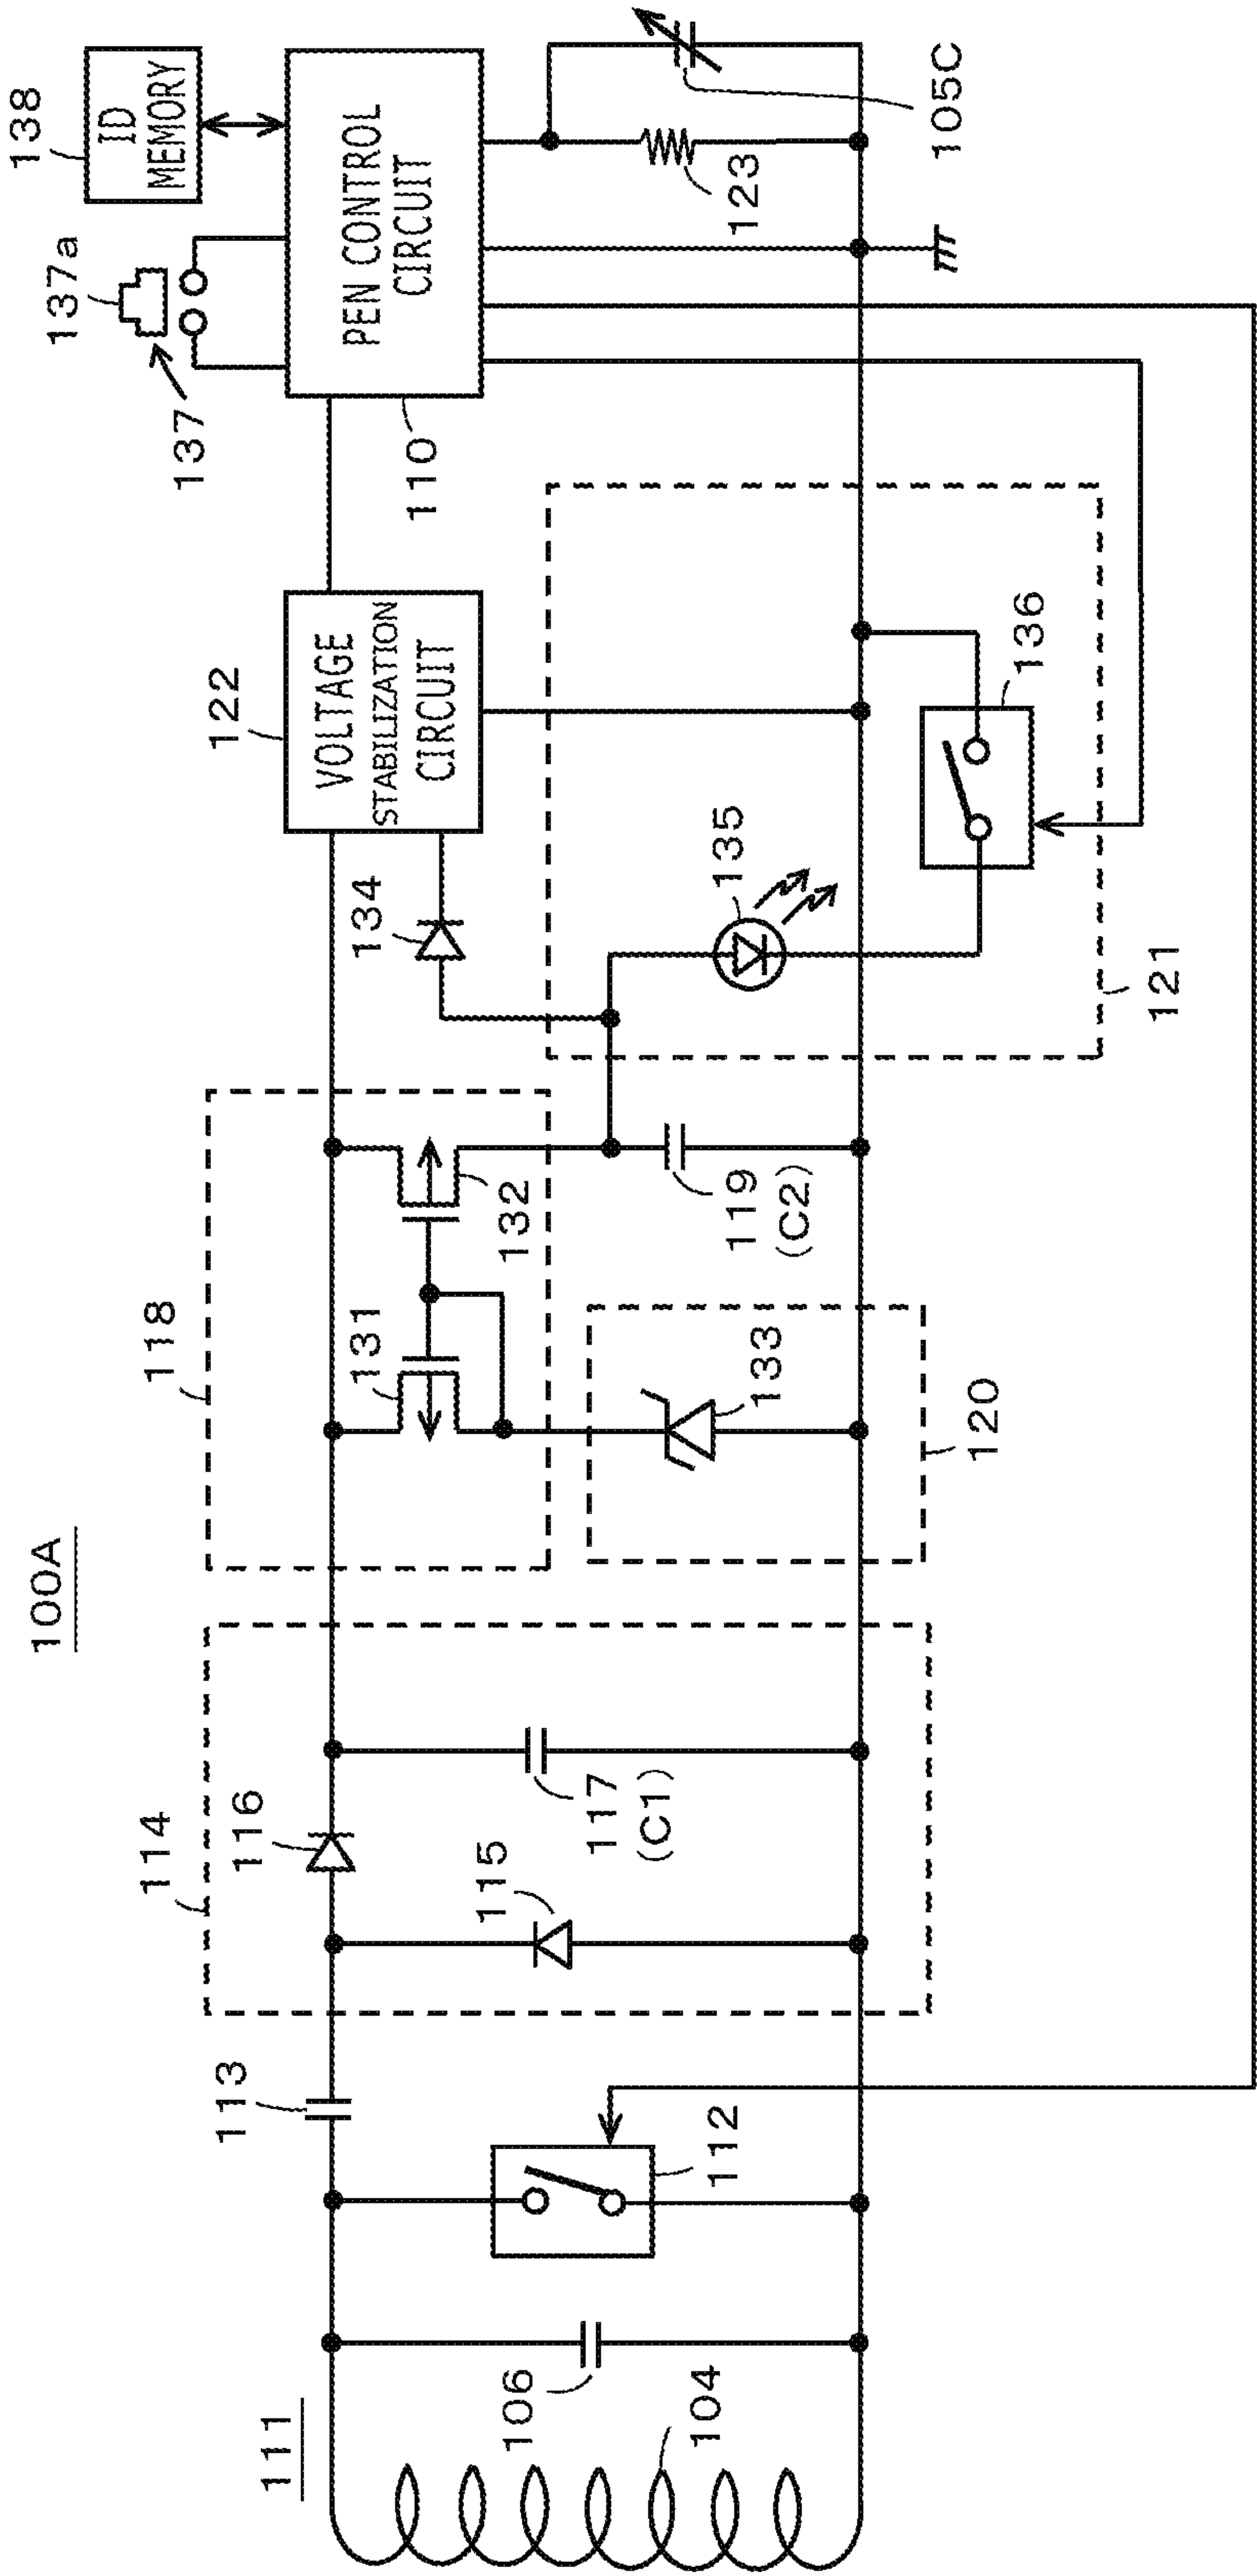 100A
111
104
106
112
113
114
115
116
117
(C1)
118
131
132
120
133
119
(C2)
134
121
135
136
122
VOLTAGE
STABILIZATION
CIRCUIT
110
PEN CONTROL
CIRCUIT
137
137a
138
ID
MEMORY
123
105C